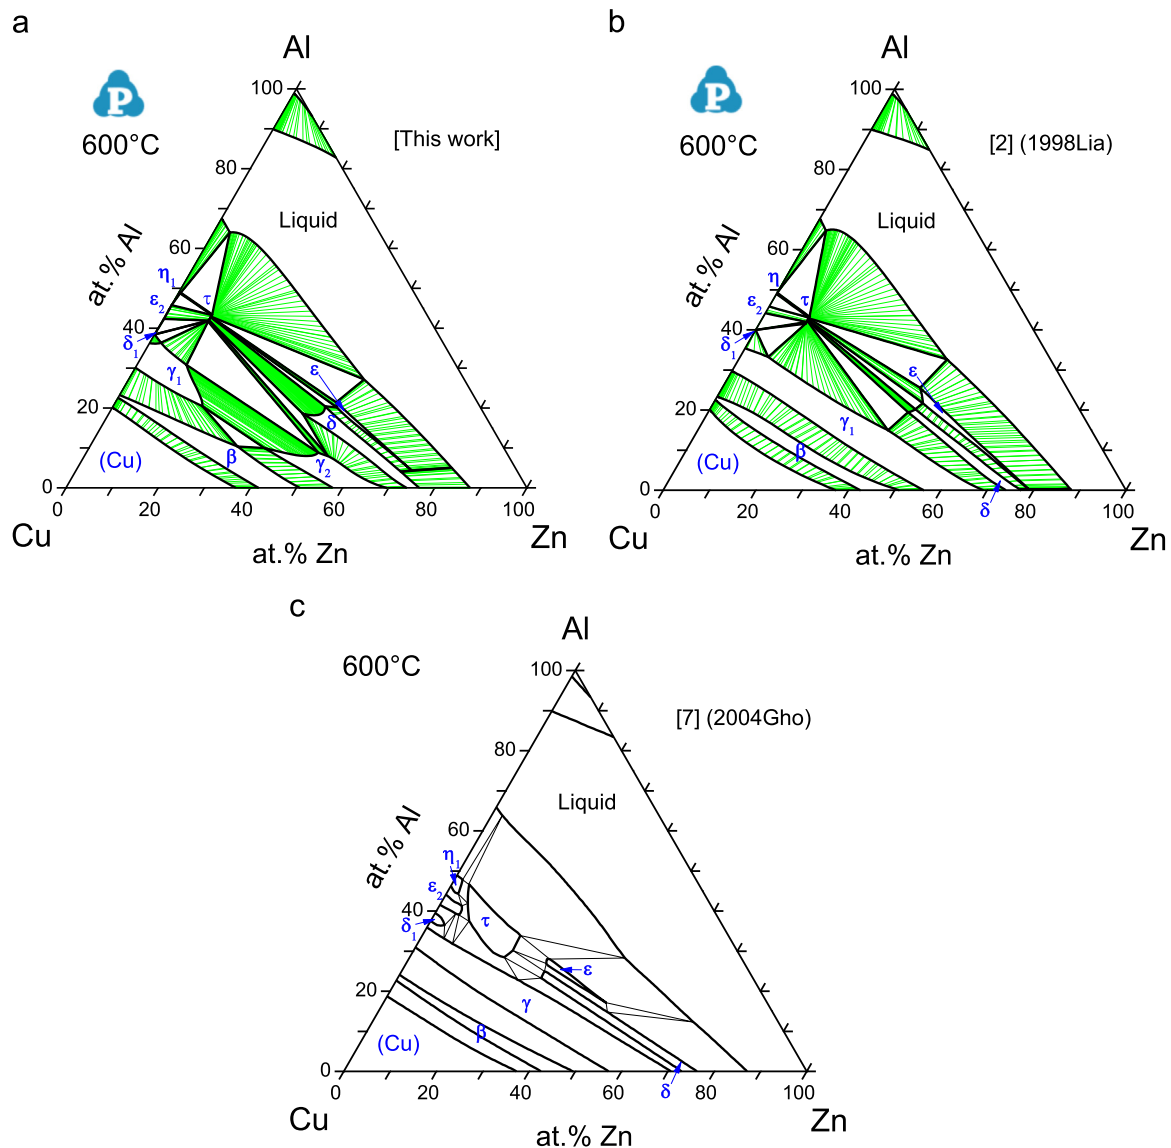 a
Al
P
600°C
[This work]
100
80
60
40
20
0
at.% Al
Liquid
η1
ε2
δ1
τ
γ1
ε
δ
(Cu)
β
γ2
0
20
40
60
80
100
Cu
at.% Zn
Zn
b
Al
P
600°C
[2] (1998Lia)
100
80
60
40
20
0
at.% Al
Liquid
η
ε2
δ1
τ
ε
γ1
(Cu)
β
δ
0
20
40
60
80
100
Cu
at.% Zn
Zn
c
Al
600°C
[7] (2004Gho)
100
80
60
40
20
0
at.% Al
Liquid
η1
ε2
δ1
τ
ε
γ
(Cu)
β
δ
0
20
40
60
80
100
Cu
at.% Zn
Zn